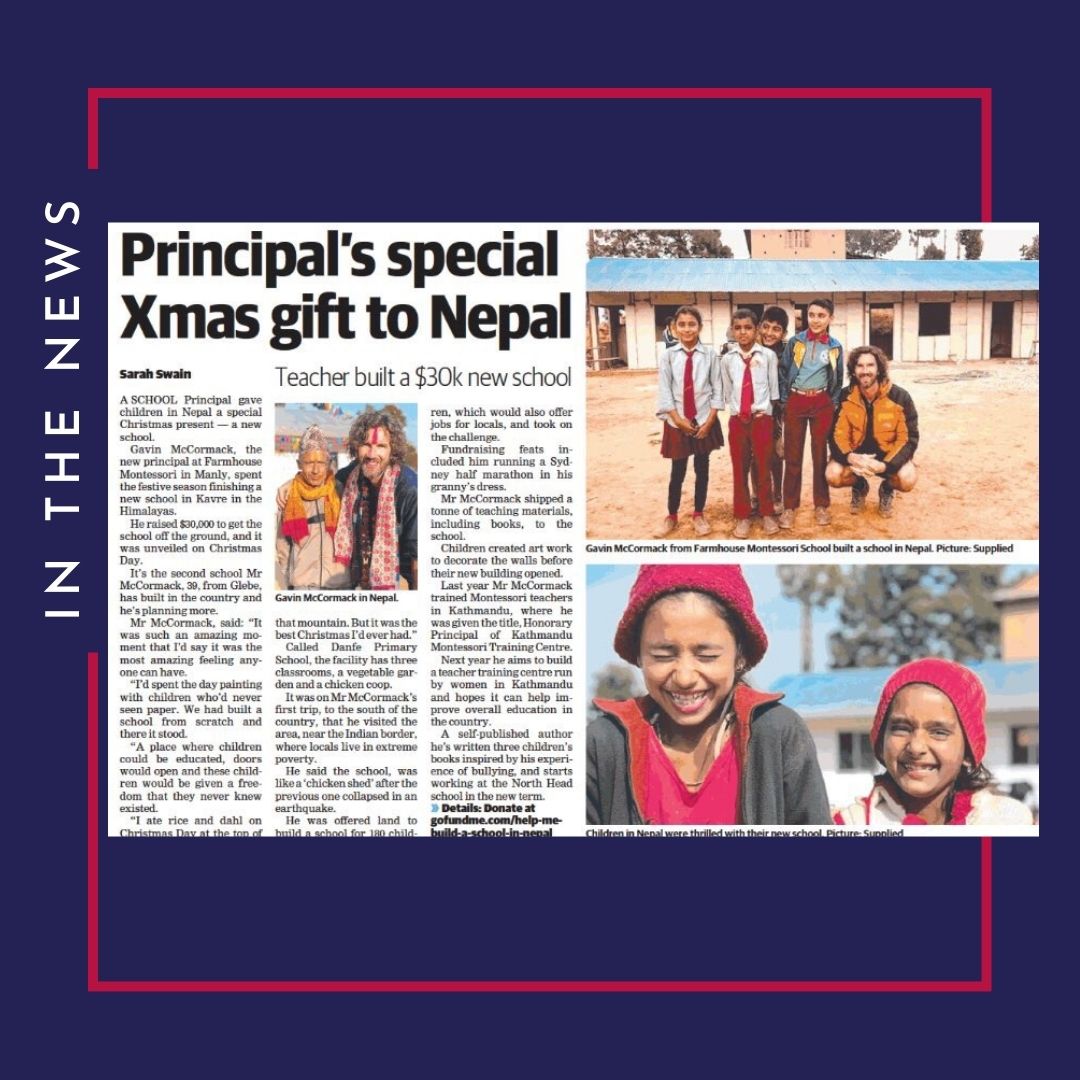 IN THE NEWS
Principal's special
Xmas gift to Nepal
Sarah Swain
Teacher built a $30k new school
A SCHOOL Principal gave
children in Nepal a special
Christmas present — a new
school.
Gavin McCormack, the
new principal at Farmhouse
Montessori in Manly, spent
the festive season finishing a
new school in Kavre in the
Himalayas.
He raised $30,000 to get the
school off the ground, and it
was unveiled on Christmas
Day.
It's the second school Mr
McCormack, 39, from Glebe,
has built in the country and
he's planning more.
Mr McCormack, said: "It
was such an amazing mo-
ment that I'd say it was the
most amazing feeling any-
one can have.
"I'd spent the day painting
with children who'd never
seen paper. We had built a
school from scratch and
there it stood.
"A place where children
could be educated, doors
would open and these child-
ren would be given a free-
dom that they never knew
existed.
"I ate rice and dahl on
Christmas Day at the top of
Gavin McCormack in Nepal.
that mountain. But it was the
best Christmas I'd ever had."
Called Danfe Primary
School, the facility has three
classrooms, a vegetable gar-
den and a chicken coop.
It was on Mr McCormack's
first trip, to the south of the
country, that he visited the
area, near the Indian border,
where locals live in extreme
poverty.
He said the school, was
like a 'chicken shed' after the
previous one collapsed in an
earthquake.
He was offered land to
build a school for 180 child-
ren, which would also offer
jobs for locals, and took on
the challenge.
Fundraising feats in-
cluded him running a Syd-
ney half marathon in his
granny's dress.
Mr McCormack shipped a
tonne of teaching materials,
including books, to the
school.
Children created art work
to decorate the walls before
their new building opened.
Last year Mr McCormack
trained Montessori teachers
in Kathmandu, where he
was given the title, Honorary
Principal of Kathmandu
Montessori Training Centre.
Next year he aims to build
a teacher training centre run
by women in Kathmandu
and hopes it can help im-
prove overall education in
the country.
A self-published author
he's written three children's
books inspired by his experi-
ence of bullying, and starts
working at the North Head
school in the new term.
Details: Donate at
gofundme.com/help-me-
build-a-school-in-nepal
Gavin McCormack from Farmhouse Montessori School built a school in Nepal. Picture: Supplied
Children in Nepal were thrilled with their new school. Picture: Supplied